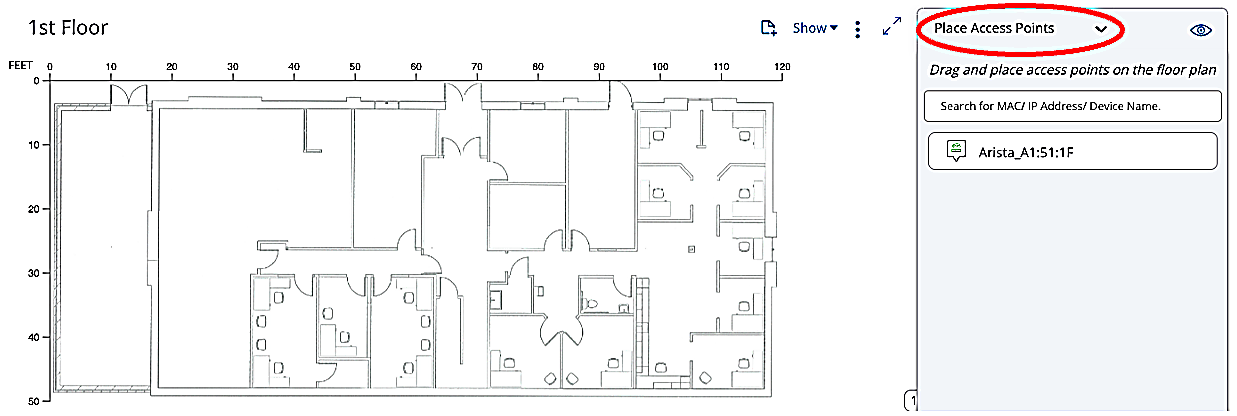 1st Floor
Show
Place Access Points
FEET
0 10 20 30 40 50 60 70 80 90 100 110 120
0
10
20
30
40
50
Drag and place access points on the floor plan
Search for MAC/ IP Address/ Device Name.
Arista_A1:51:1F
1